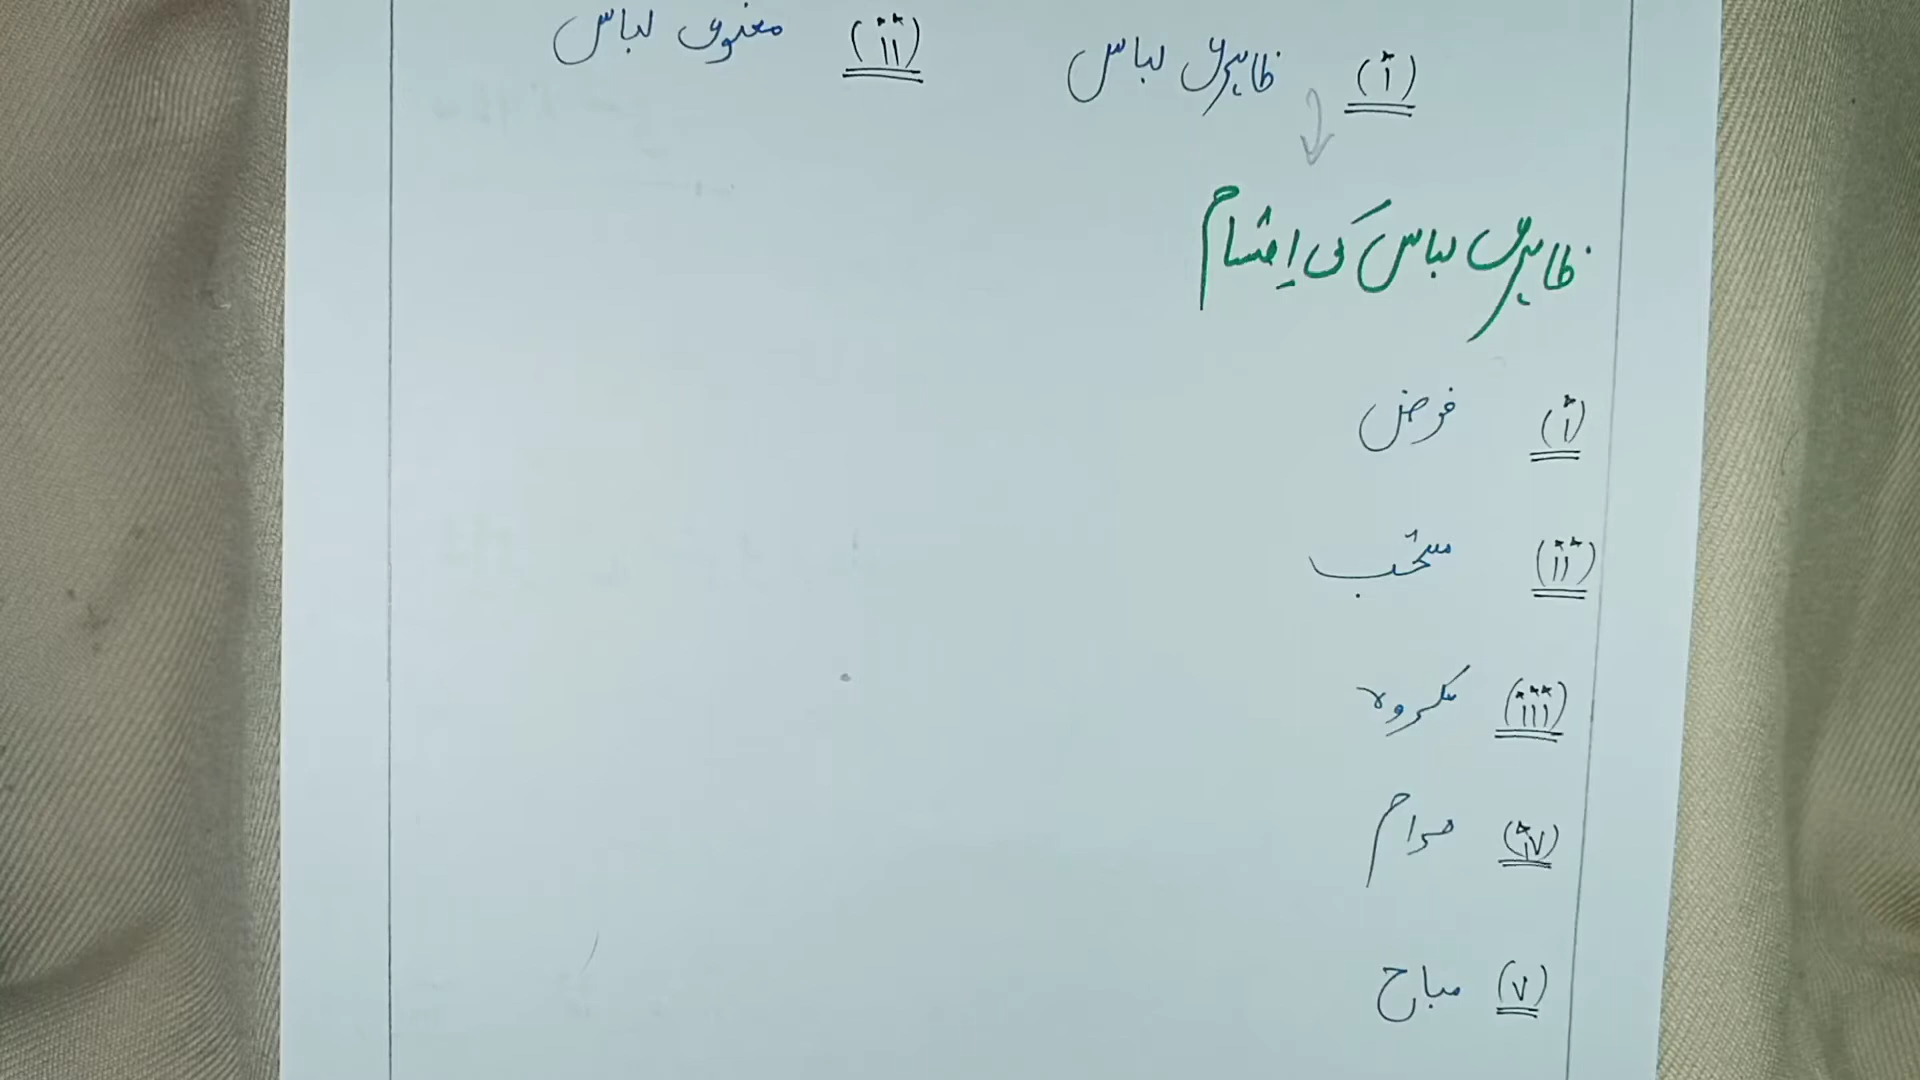 (i) ظاہری لباس (ii) معنوی لباس
ظاہری لباس کی اقسام
(i) فرض
(ii) مستحب
(iii) مکروہ
(iv) حرام
(v) مباح